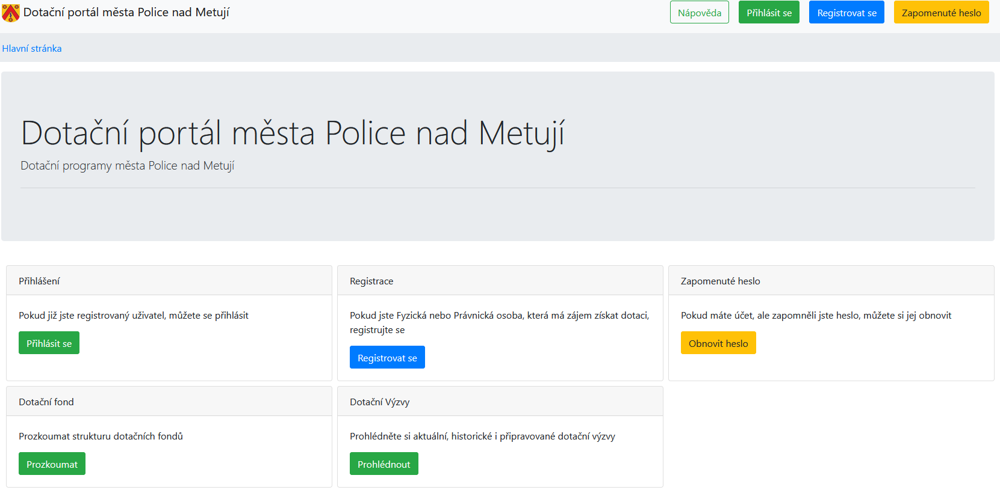 Dotační portál města Police nad Metují
Nápověda
Přihlásit se
Registrovat se
Zapomenuté heslo
Hlavní stránka
Dotační portál města Police nad Metují
Dotační programy města Police nad Metují
Přihlášení
Pokud již jste registrovaný uživatel, můžete se přihlásit
Přihlásit se
Registrace
Pokud jste Fyzická nebo Právnická osoba, která má zájem získat dotaci,
registrujte se
Registrovat se
Zapomenuté heslo
Pokud máte účet, ale zapomněli jste heslo, můžete si jej obnovit
Obnovit heslo
Dotační fond
Prozkoumat strukturu dotačních fondů
Prozkoumat
Dotační Výzvy
Prohlédněte si aktuální, historické i připravované dotační výzvy
Prohlédnout